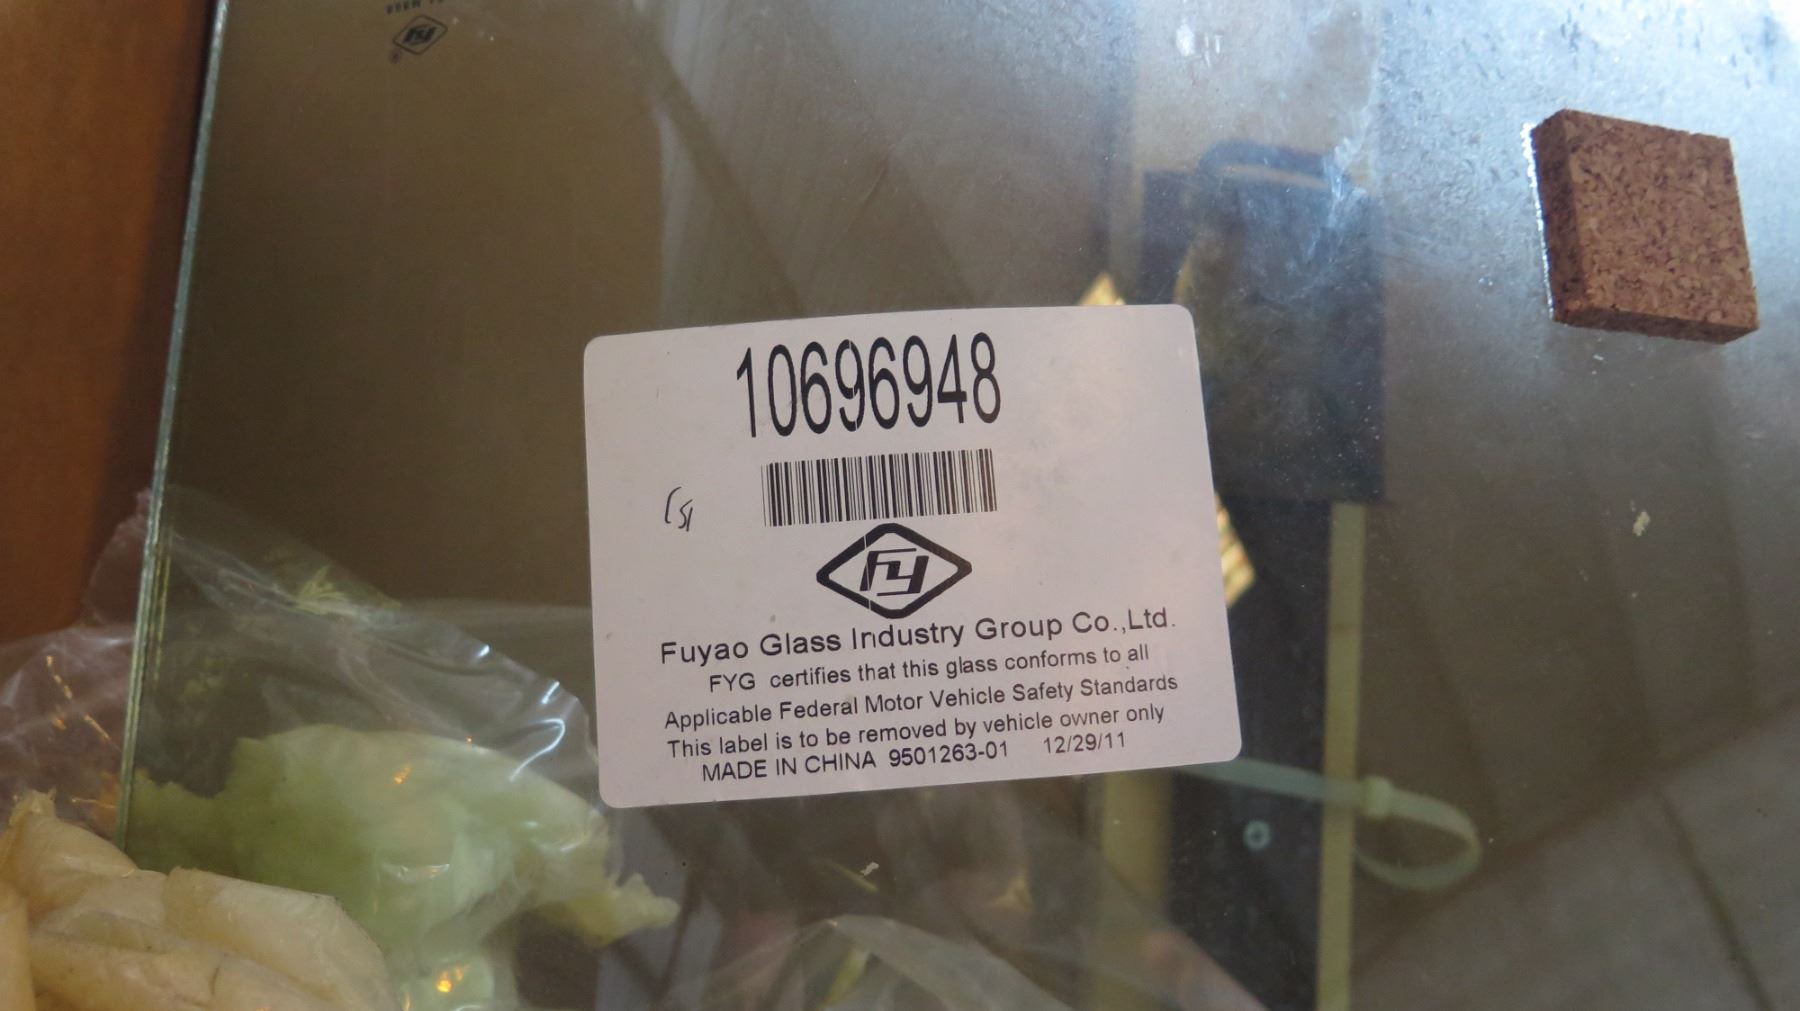 10696948
FY
Fuyao Glass Industry Group Co.,Ltd.
FYG certifies that this glass conforms to all
Applicable Federal Motor Vehicle Safety Standards
This label is to be removed by vehicle owner only
MADE IN CHINA 9501263-01 12/29/11